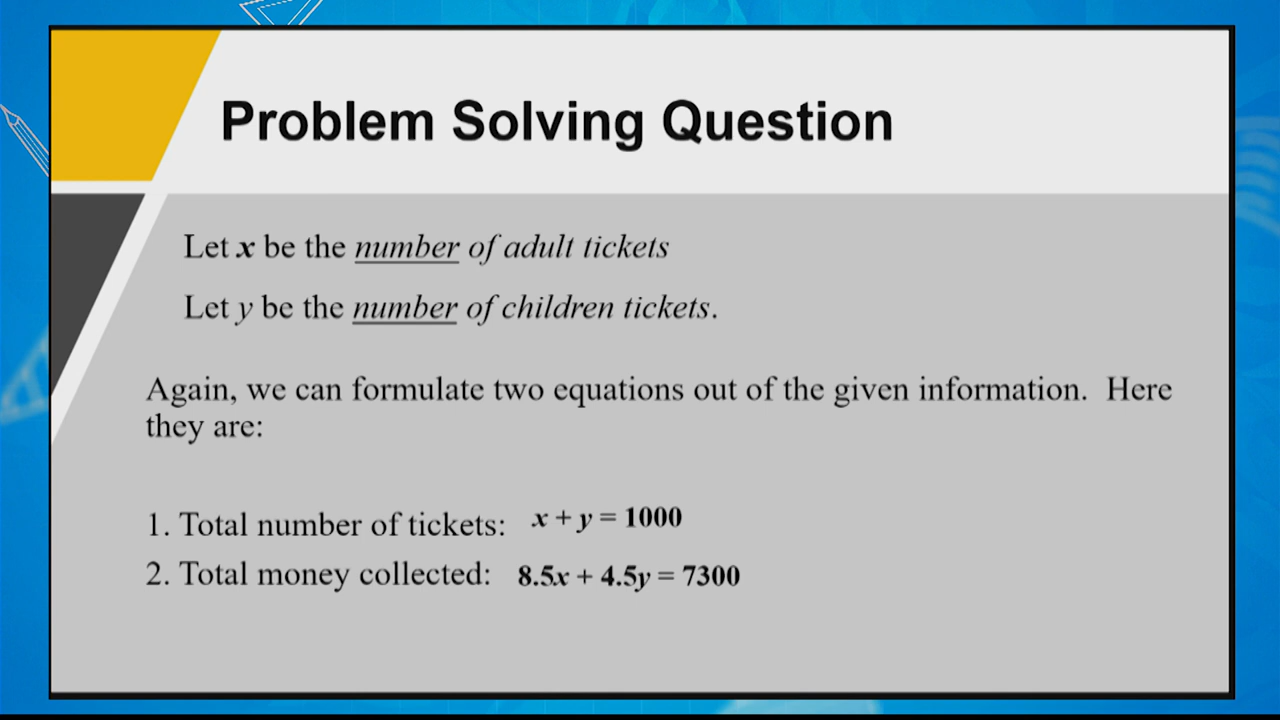 Problem Solving Question
Let x be the number of adult tickets
Let y be the number of children tickets.
Again, we can formulate two equations out of the given information.  Here
they are:
1. Total number of tickets: x + y = 1000
2. Total money collected: 8.5x + 4.5y = 7300